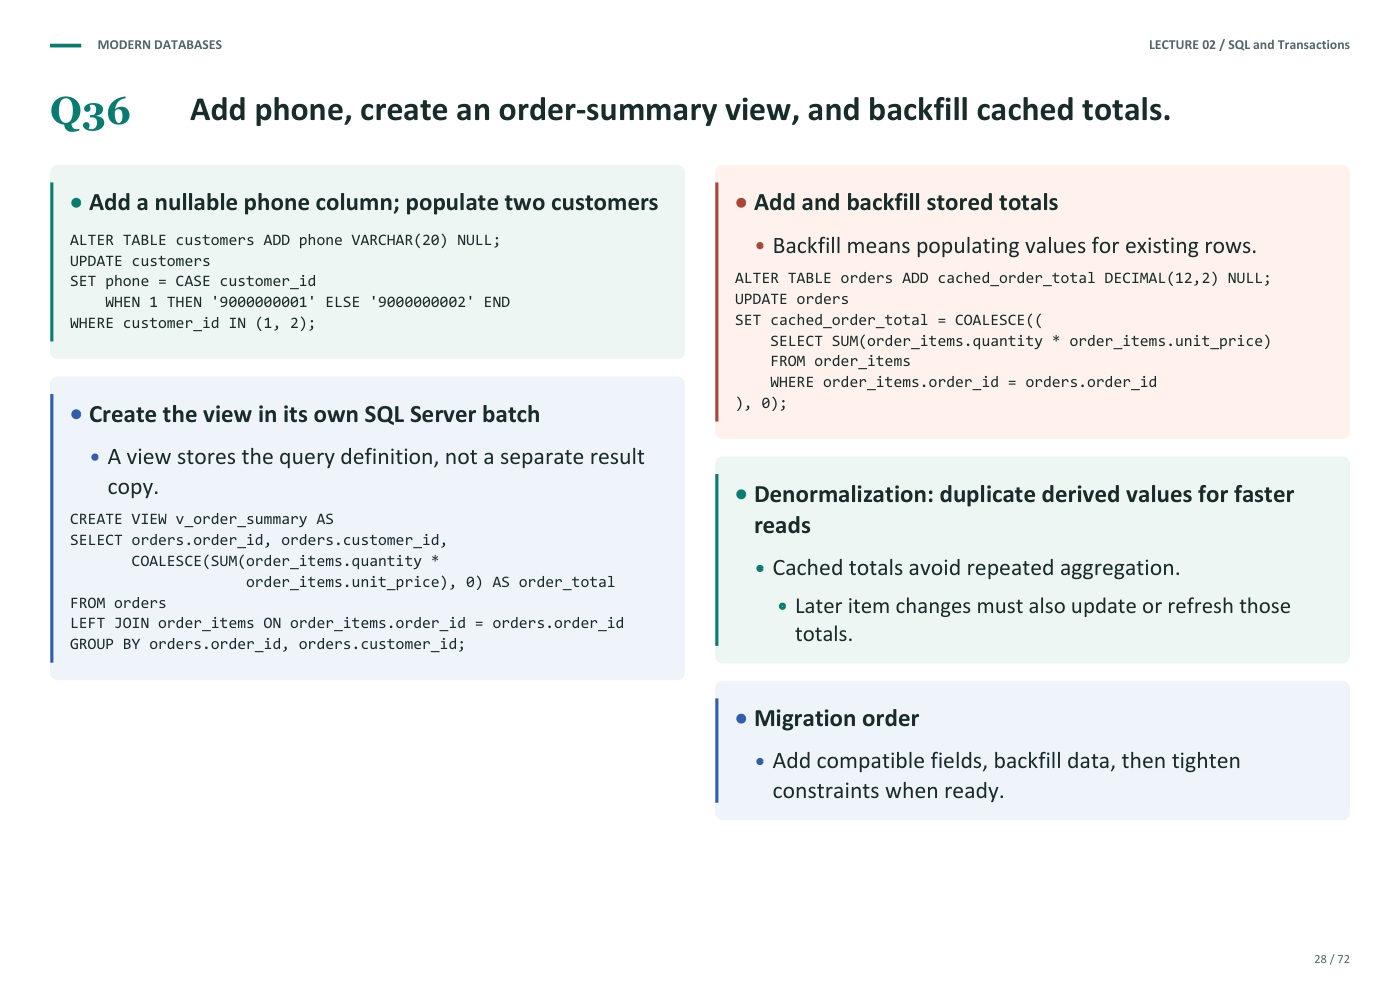 MODERN DATABASES
LECTURE 02 / SQL and Transactions
Q36
Add phone, create an order-summary view, and backfill cached totals.
• Add a nullable phone column; populate two customers
ALTER TABLE customers ADD phone VARCHAR(20) NULL;
UPDATE customers
SET phone = CASE customer_id
    WHEN 1 THEN '9000000001' ELSE '9000000002' END
WHERE customer_id IN (1, 2);
• Create the view in its own SQL Server batch
• A view stores the query definition, not a separate result
copy.
CREATE VIEW v_order_summary AS
SELECT orders.order_id, orders.customer_id,
       COALESCE(SUM(order_items.quantity *
                    order_items.unit_price), 0) AS order_total
FROM orders
LEFT JOIN order_items ON order_items.order_id = orders.order_id
GROUP BY orders.order_id, orders.customer_id;
• Add and backfill stored totals
• Backfill means populating values for existing rows.
ALTER TABLE orders ADD cached_order_total DECIMAL(12,2) NULL;
UPDATE orders
SET cached_order_total = COALESCE((
    SELECT SUM(order_items.quantity * order_items.unit_price)
    FROM order_items
    WHERE order_items.order_id = orders.order_id
), 0);
• Denormalization: duplicate derived values for faster
reads
• Cached totals avoid repeated aggregation.
• Later item changes must also update or refresh those
totals.
• Migration order
• Add compatible fields, backfill data, then tighten
constraints when ready.
28 / 72